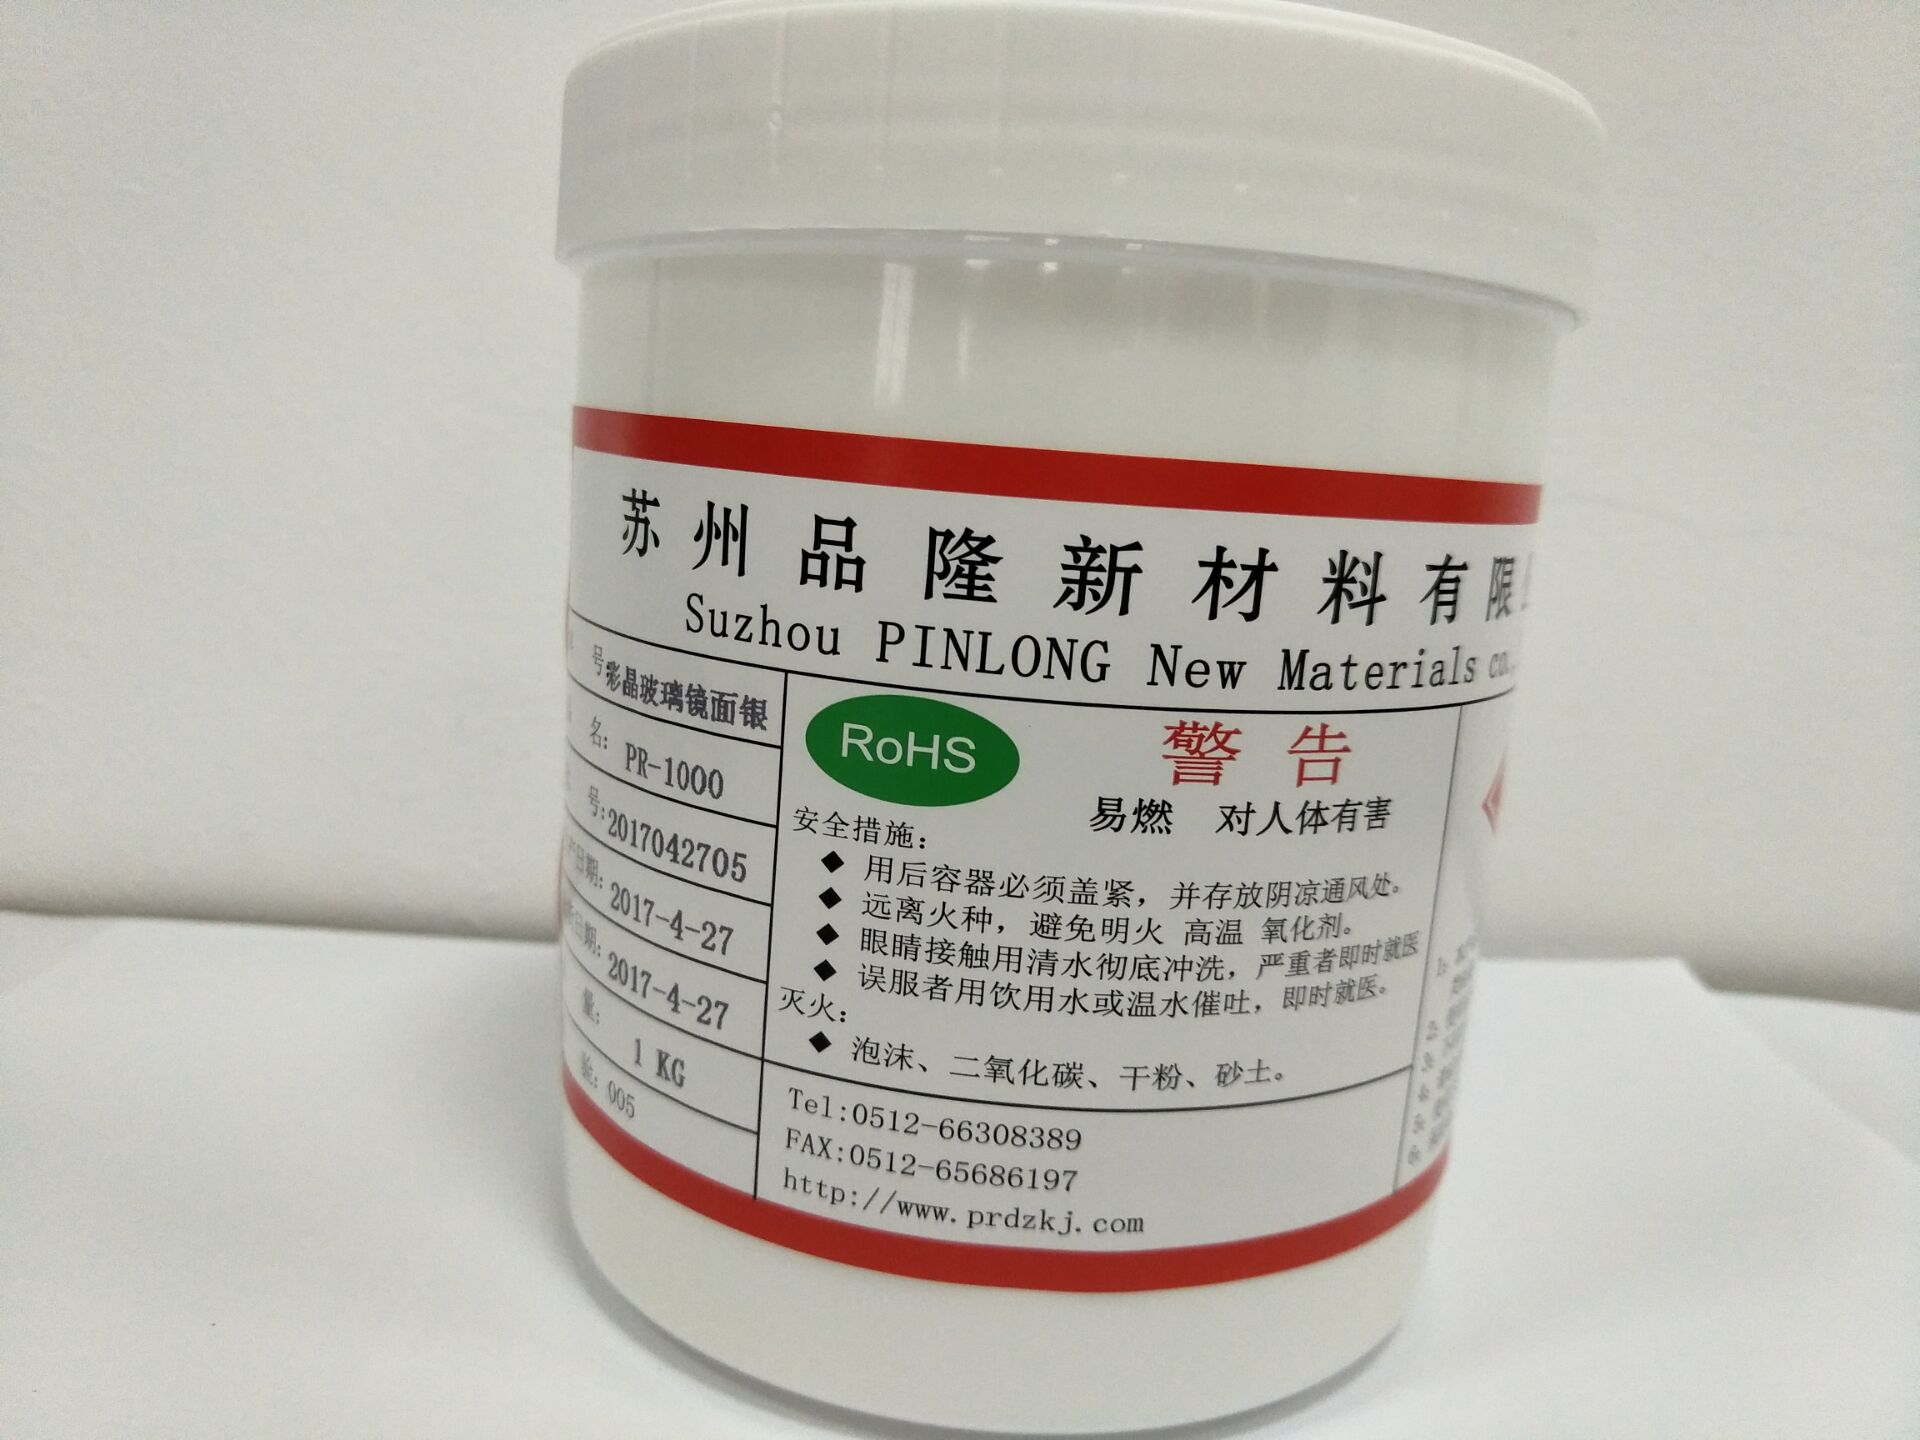 苏州品隆新材料有限
Suzhou PINLONG New Materials co.,
号 彩晶玻璃镜面银
名: PR-1000
号: 2017042705
日期: 2017-4-27
日期: 2017-4-27
量: 1 KG
验: 005
RoHS
警告
易燃 对人体有害
安全措施:
◆ 用后容器必须盖紧,并存放阴凉通风处。
◆ 远离火种,避免明火 高温 氧化剂。
◆ 眼睛接触用清水彻底冲洗,严重者即时就医
◆ 误服者用饮用水或温水催吐,即时就医。
灭火:
◆ 泡沫、二氧化碳、干粉、砂土。
Tel:0512-66308389
FAX:0512-65686197
http://www.prdzkj.com